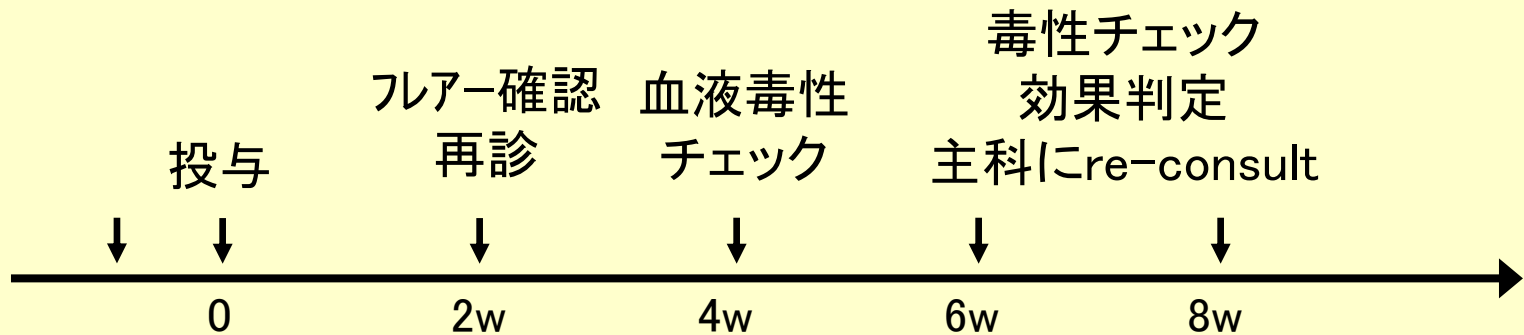 投与
フレアー確認
再診
血液毒性
チェック
毒性チェック
効果判定
主科にre-consult
0
2w
4w
6w
8w